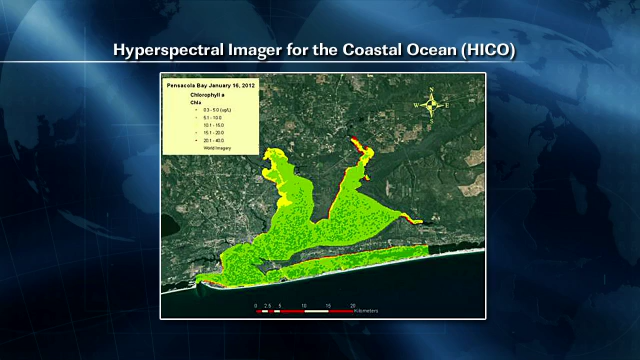 Hyperspectral Imager for the Coastal Ocean (HICO)
Pensacola Bay January 16, 2012
Chlorophyll a
Chla
0.3 - 5.0 (ug/L)
5.1 - 10.0
10.1 - 15.0
15.1 - 20.0
20.1 - 40.0
World Imagery
N
W E
S
0 2.5 5 10 15 20
Kilometers